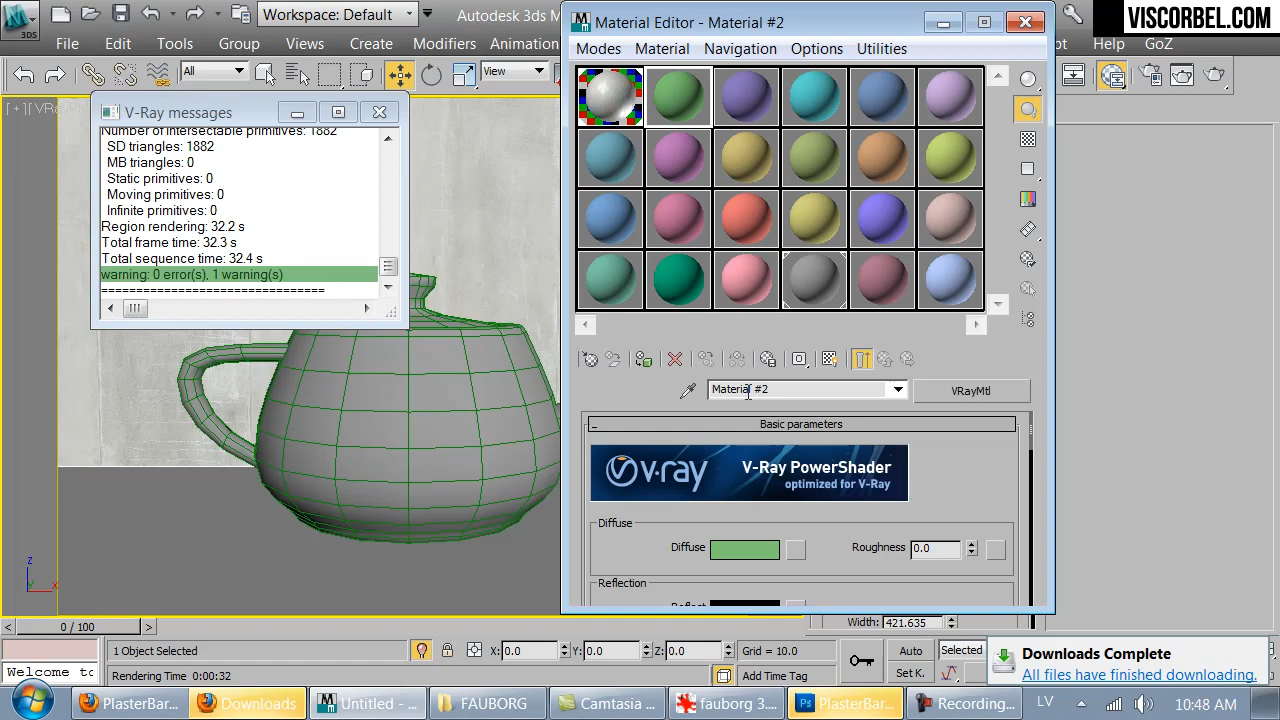 3DS
Workspace: Default
Autodesk 3ds M
File
Edit
Tools
Group
Views
Create
Modifiers
Animation
Help
GoZ
VISCORBEL.COM
All
View
[ + ] [ VRay
V-Ray messages
Number of intersectable primitives: 1882
SD triangles: 1882
MB triangles: 0
Static primitives: 0
Moving primitives: 0
Infinite primitives: 0
Region rendering: 32.2 s
Total frame time: 32.3 s
Total sequence time: 32.4 s
warning: 0 error(s), 1 warning(s)
==============================
Material Editor - Material #2
Modes
Material
Navigation
Options
Utilities
Material #2
VRayMtl
Basic parameters
v·ray
V-Ray PowerShader
optimized for V-Ray
Diffuse
Diffuse
Roughness
0.0
Reflection
Reflect
z
y
x
0 / 100
Width: 421.635
1 Object Selected
X: 0.0
Y: 0.0
Z: 0.0
Grid = 10.0
Auto
Selected
Welcome to
Rendering Time 0:00:32
Add Time Tag
Set K.
Downloads Complete
All files have finished downloading.
PlasterBar...
Downloads
Untitled - ...
FAUBORG
Camtasia ...
fauborg 3....
PlasterBar...
Recording...
LV
10:48 AM